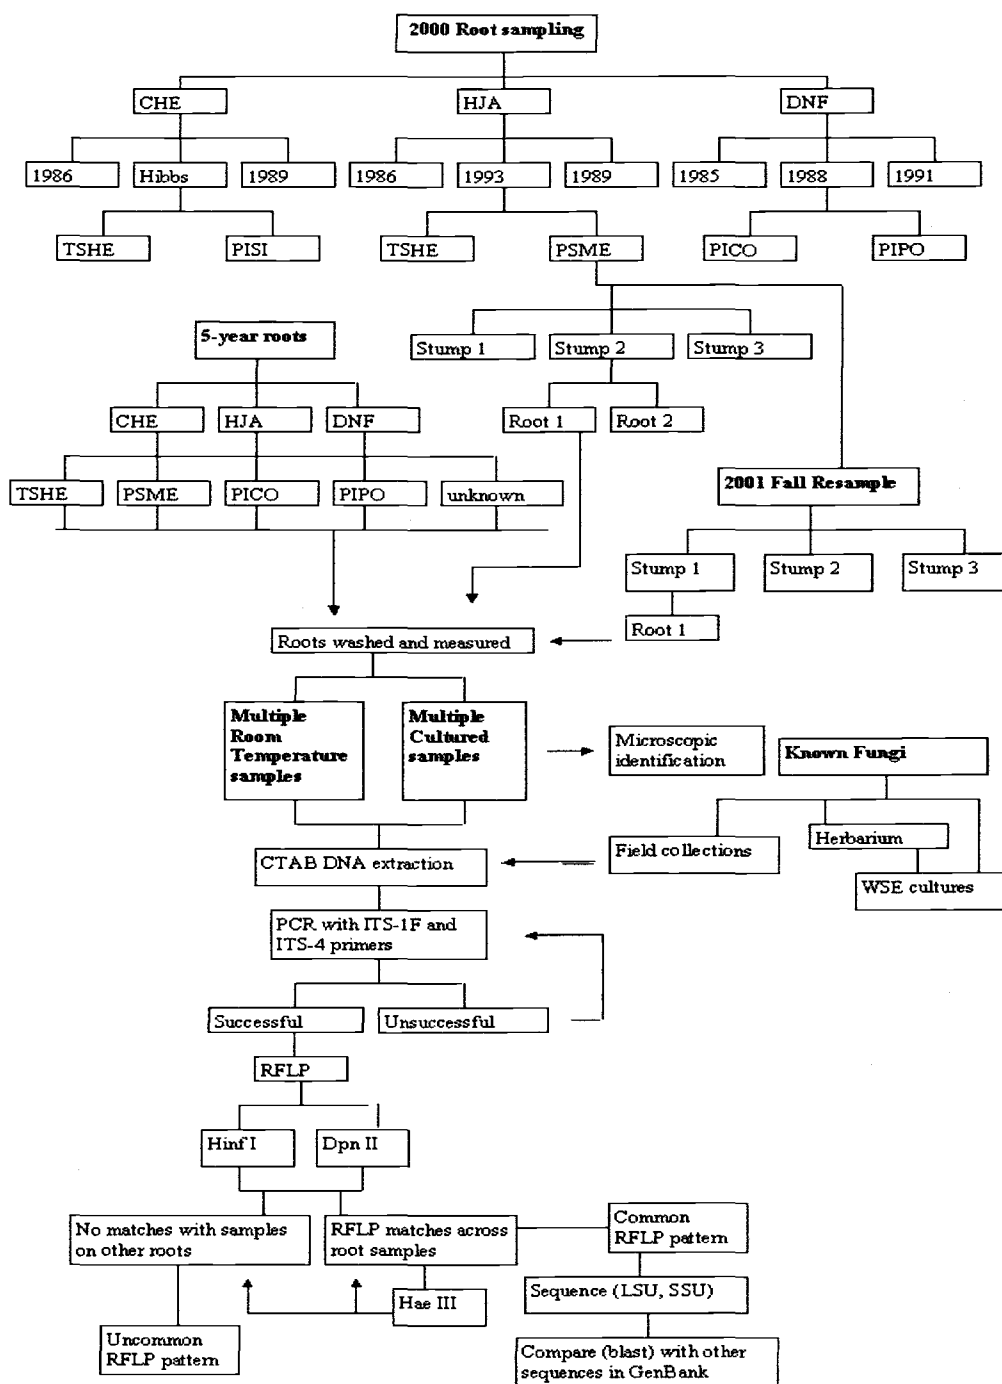 2000 Root sampling
CHE
HJA
DNF
1986
Hibbs
1989
1986
1993
1989
1985
1988
1991
TSHE
PISI
TSHE
PSME
PICO
PIPO
5-year roots
Stump 1
Stump 2
Stump 3
CHE
HJA
DNF
Root 1
Root 2
TSHE
PSME
PICO
PIPO
unknown
2001 Fall Resample
Stump 1
Stump 2
Stump 3
Root 1
Roots washed and measured
Multiple
Room
Temperature
samples
Multiple
Cultured
samples
Microscopic
identification
Known Fungi
Herbarium
Field collections
WSE cultures
CTAB DNA extraction
PCR with ITS-1F and
ITS-4 primers
Successful
Unsuccessful
RFLP
Hinf I
Dpn II
No matches with samples
on other roots
RFLP matches across
root samples
Common
RFLP pattern
Hae III
Sequence (LSU, SSU)
Uncommon
RFLP pattern
Compare (blast) with other
sequences in GenBank